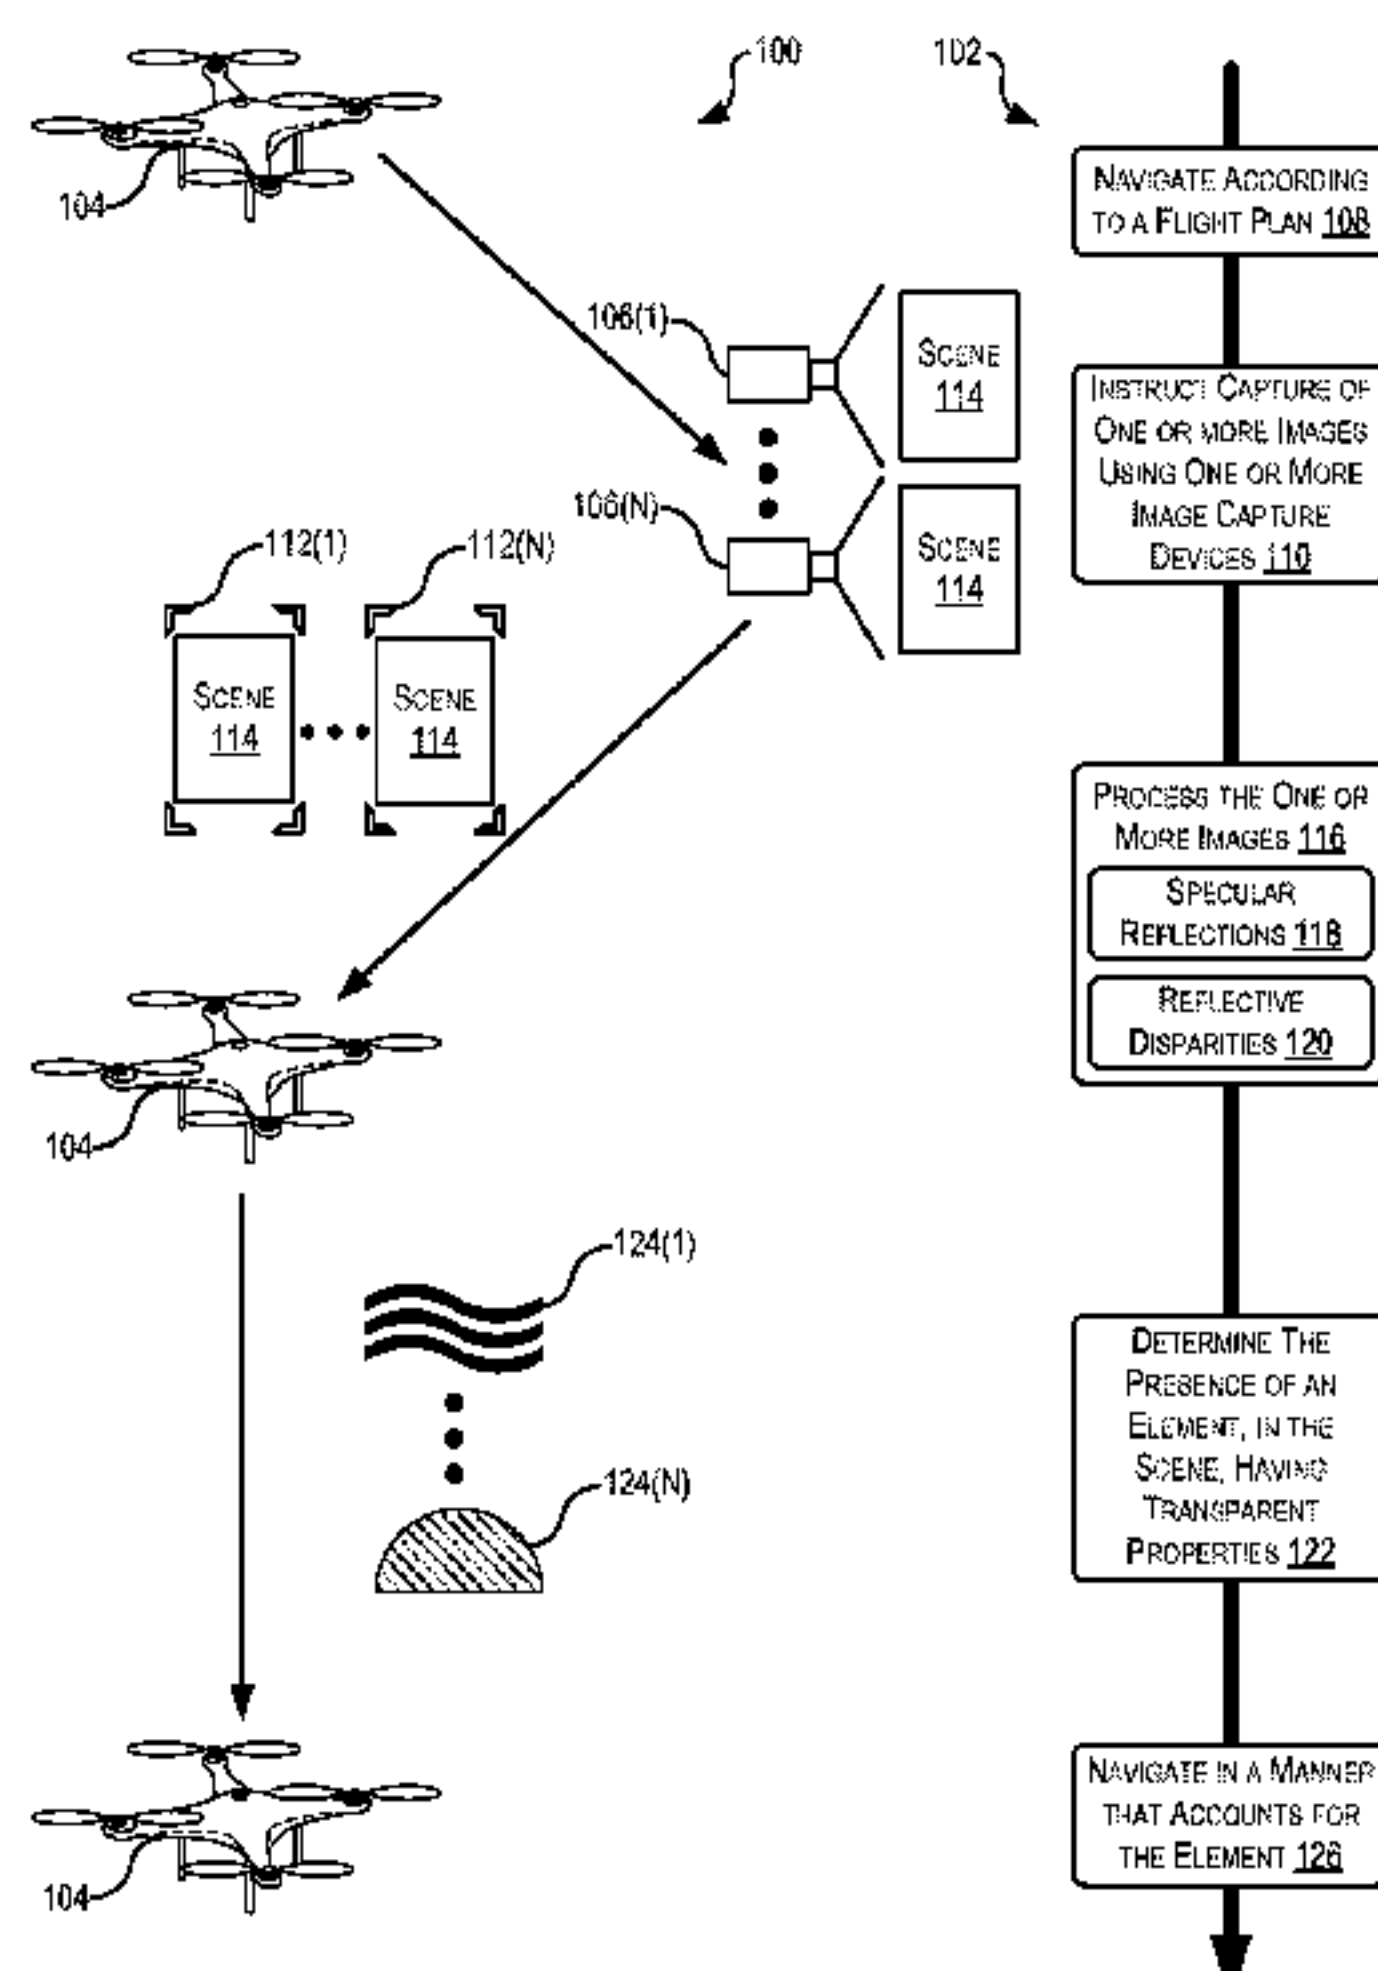 100
102
104
NAVIGATE ACCORDING
TO A FLIGHT PLAN 108
106(1)
SCENE
114
INSTRUCT CAPTURE OF
ONE OR MORE IMAGES
USING ONE OR MORE
IMAGE CAPTURE
DEVICES 110
106(N)
SCENE
114
112(1)
112(N)
SCENE
114
SCENE
114
PROCESS THE ONE OR
MORE IMAGES 116
SPECULAR
REFLECTIONS 118
REFLECTIVE
DISPARITIES 120
104
124(1)
124(N)
DETERMINE THE
PRESENCE OF AN
ELEMENT, IN THE
SCENE, HAVING
TRANSPARENT
PROPERTIES 122
104
NAVIGATE IN A MANNER
THAT ACCOUNTS FOR
THE ELEMENT 126